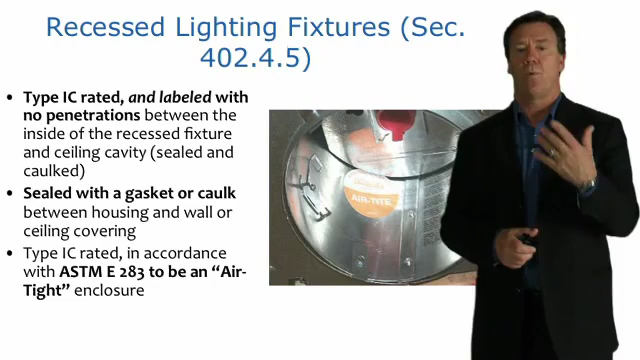 Recessed Lighting Fixtures (Sec.
402.4.5)
• Type IC rated, and labeled with
no penetrations between the
inside of the recessed fixture
and ceiling cavity (sealed and
caulked)
• Sealed with a gasket or caulk
between housing and wall or
ceiling covering
• Type IC rated, in accordance
with ASTM E 283 to be an “Air-
Tight” enclosure
AIR-TITE